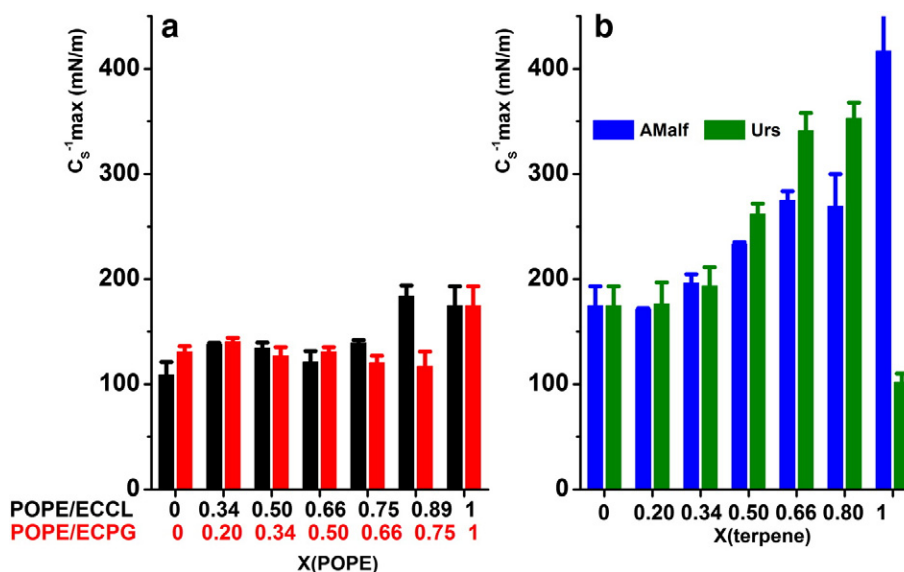 a
b
C_s^-1max (mN/m)
400
300
200
100
0
C_s^-1max (mN/m)
400
300
200
100
0
AMalf
Urs
POPE/ECCL 0 0.34 0.50 0.66 0.75 0.89 1
POPE/ECPG 0 0.20 0.34 0.50 0.66 0.75 1
X(POPE)
0 0.20 0.34 0.50 0.66 0.80 1
X(terpene)